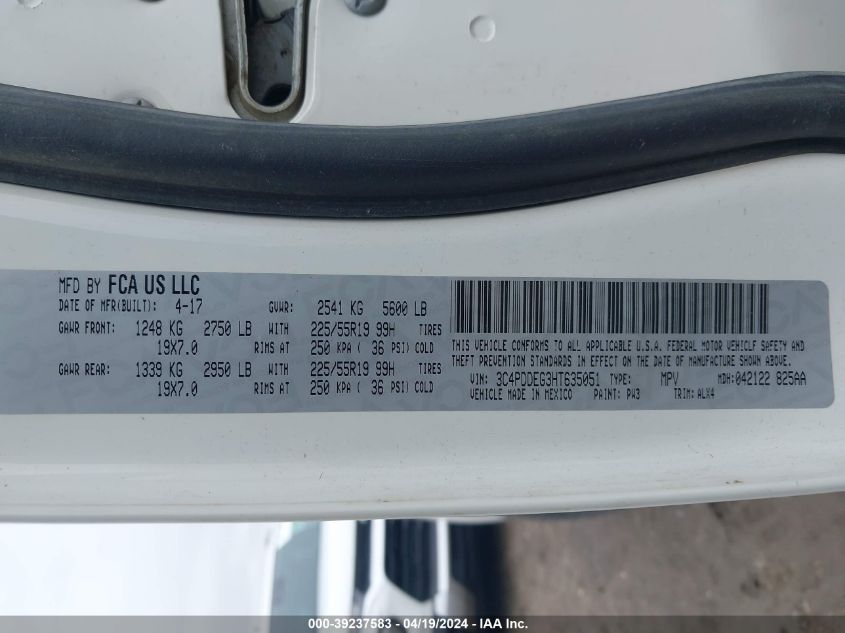 MFD BY FCA US LLC
DATE OF MFR(BUILT): 4-17 GVWR: 2541 KG 5600 LB
GAWR FRONT: 1248 KG 2750 LB WITH 225/55R19 99H TIRES
19X7.0 RIMS AT 250 KPA ( 36 PSI) COLD
GAWR REAR: 1339 KG 2950 LB WITH 225/55R19 99H TIRES
19X7.0 RIMS AT 250 KPA ( 36 PSI) COLD
THIS VEHICLE CONFORMS TO ALL APPLICABLE U.S.A. FEDERAL MOTOR VEHICLE SAFETY AND
THEFT PREVENTION STANDARDS IN EFFECT ON THE DATE OF MANUFACTURE SHOWN ABOVE.
VIN: 3C4PDDEG3HT635051 TYPE: MPV MDH: 042122 825AA
VEHICLE MADE IN MEXICO PAINT: PW3 TRIM: ALX4
000-39237583 - 04/19/2024 - IAA Inc.